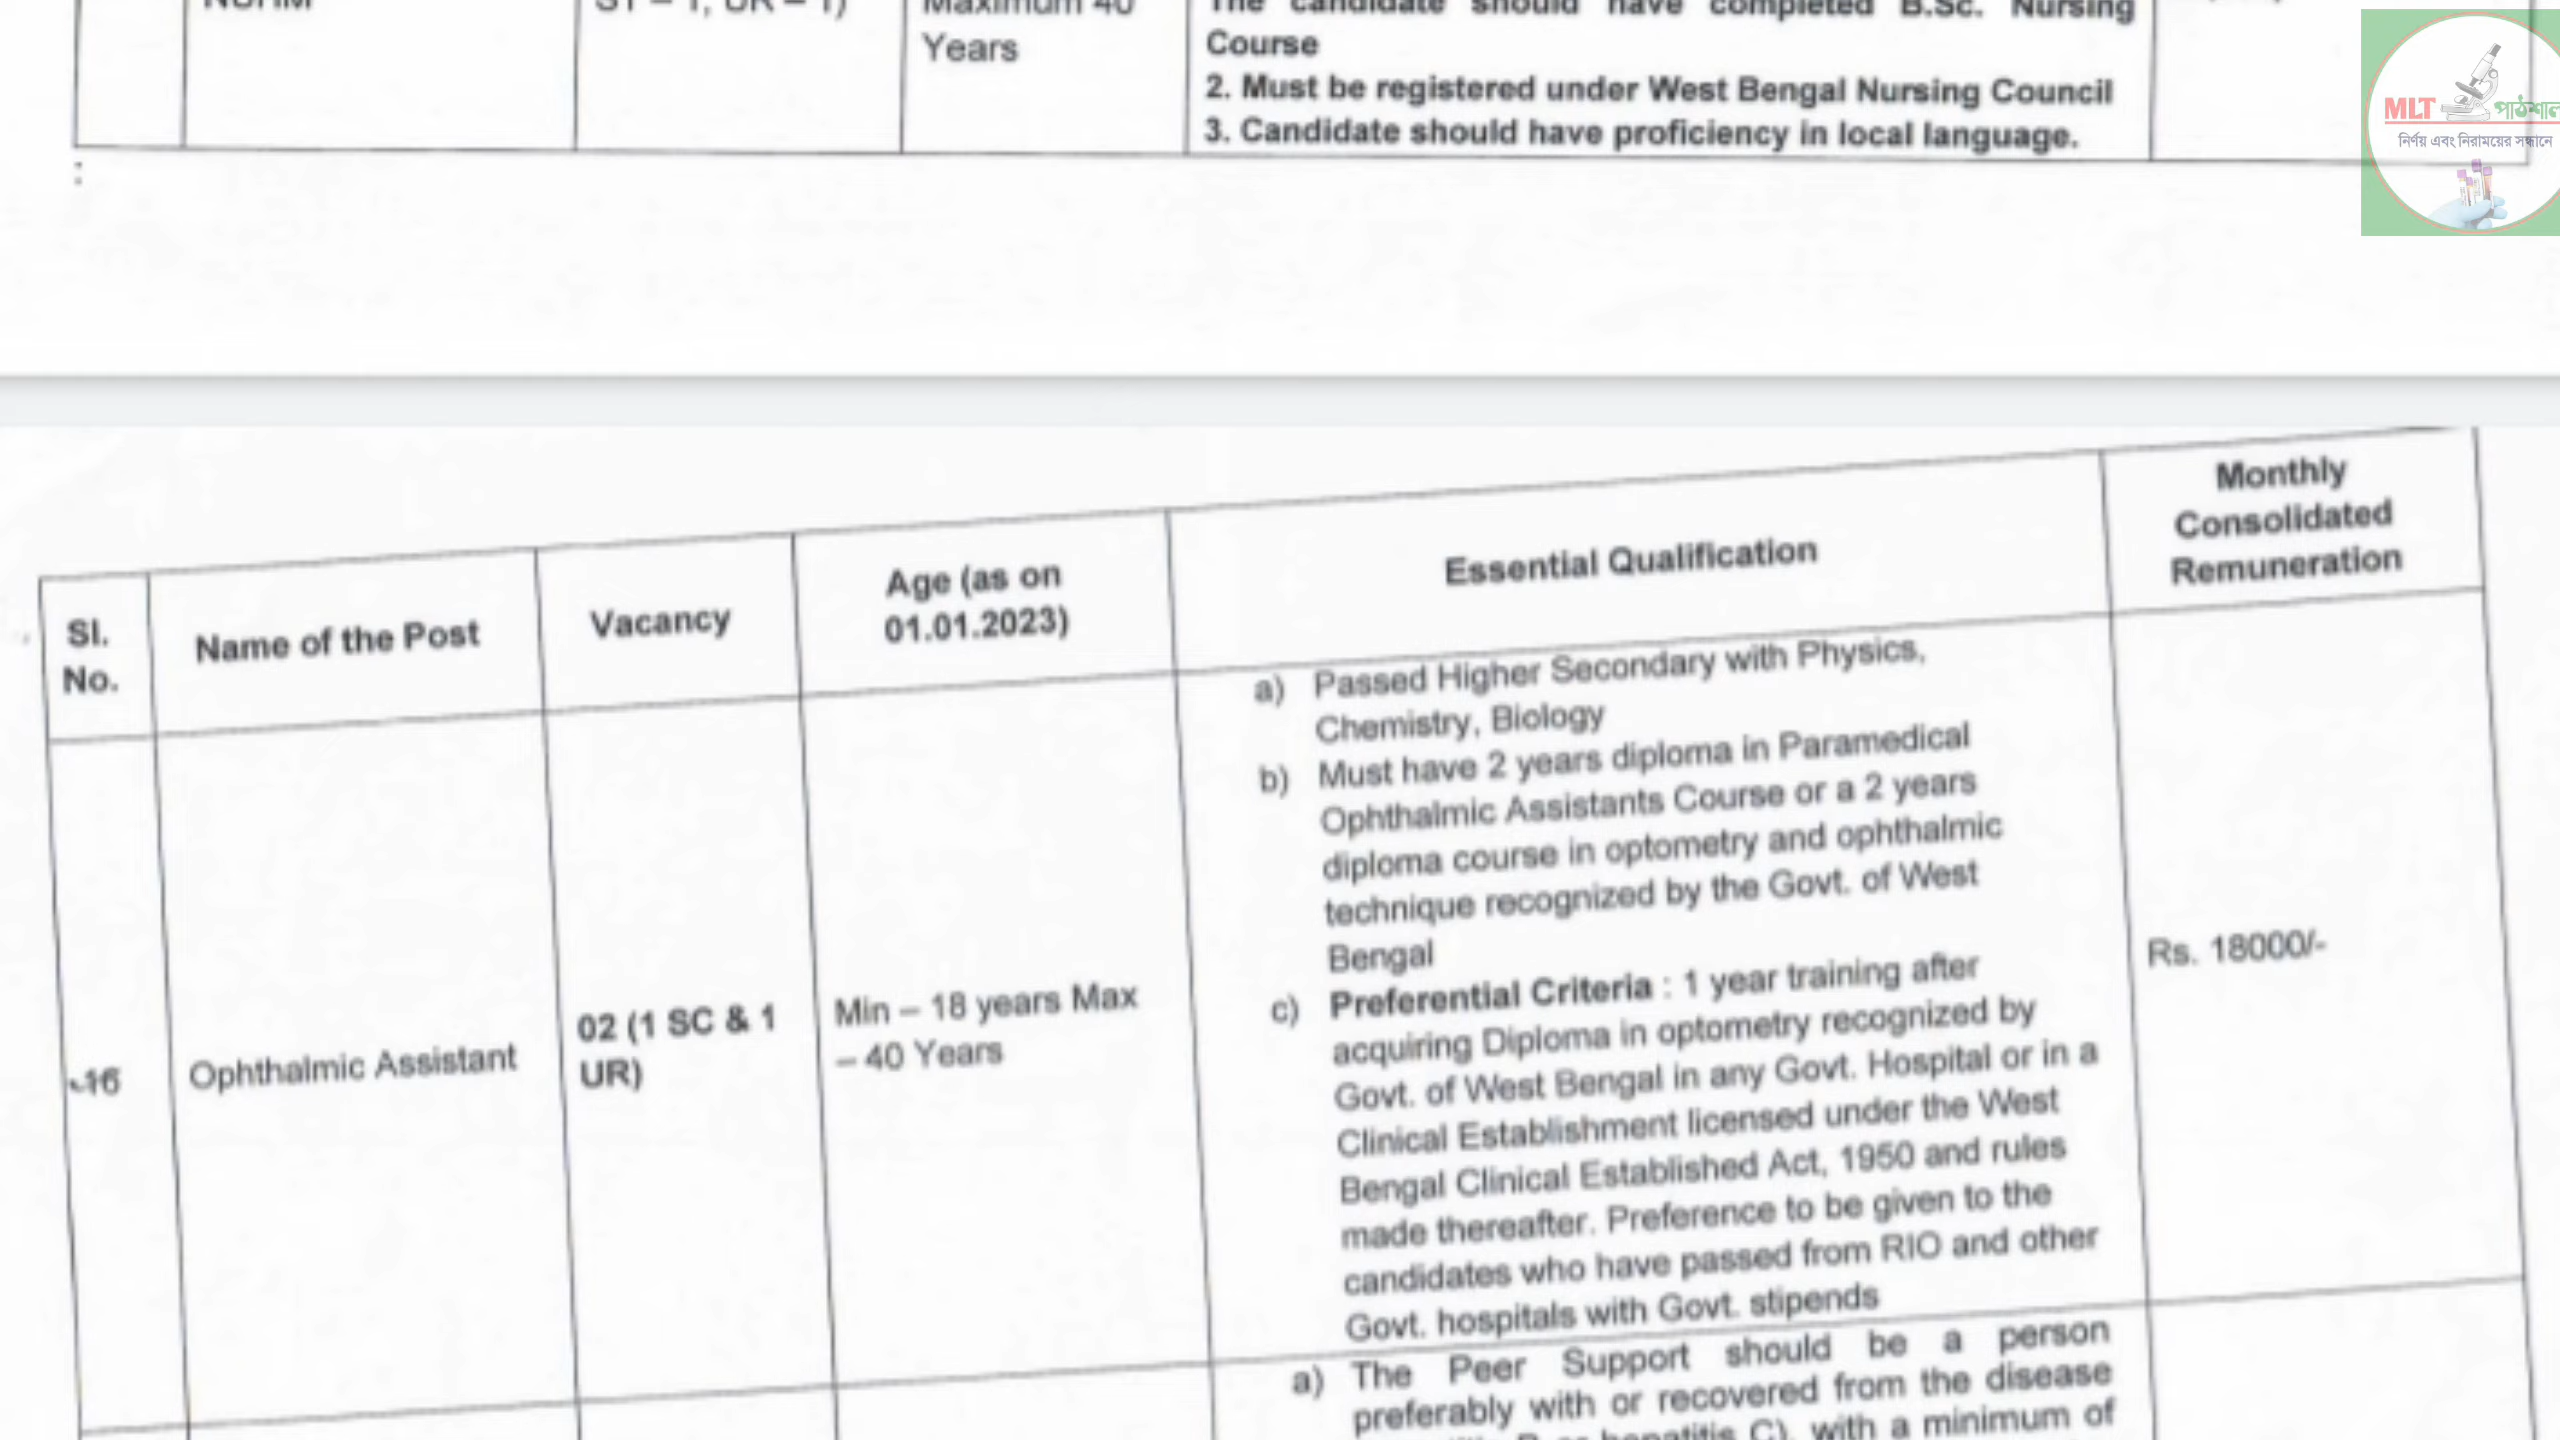 ST – 1, UR – 1)
Maximum 40
Years
The candidate should have completed B.Sc. Nursing
Course
2. Must be registered under West Bengal Nursing Council
3. Candidate should have proficiency in local language.
:
MLT পাঠশালা
নির্ণয় এবং নিরাময়ের সন্ধানে
Sl.
No.
Name of the Post
Vacancy
Age (as on
01.01.2023)
Essential Qualification
Monthly
Consolidated
Remuneration
16
Ophthalmic Assistant
02 (1 SC & 1
UR)
Min – 18 years Max
– 40 Years
a) Passed Higher Secondary with Physics,
Chemistry, Biology
b) Must have 2 years diploma in Paramedical
Ophthalmic Assistants Course or a 2 years
diploma course in optometry and ophthalmic
technique recognized by the Govt. of West
Bengal
c) Preferential Criteria : 1 year training after
acquiring Diploma in optometry recognized by
Govt. of West Bengal in any Govt. Hospital or in a
Clinical Establishment licensed under the West
Bengal Clinical Established Act, 1950 and rules
made thereafter. Preference to be given to the
candidates who have passed from RIO and other
Govt. hospitals with Govt. stipends
Rs. 18000/-
a) The Peer Support should be a person
preferably with or recovered from the disease
hepatitis C), with a minimum of